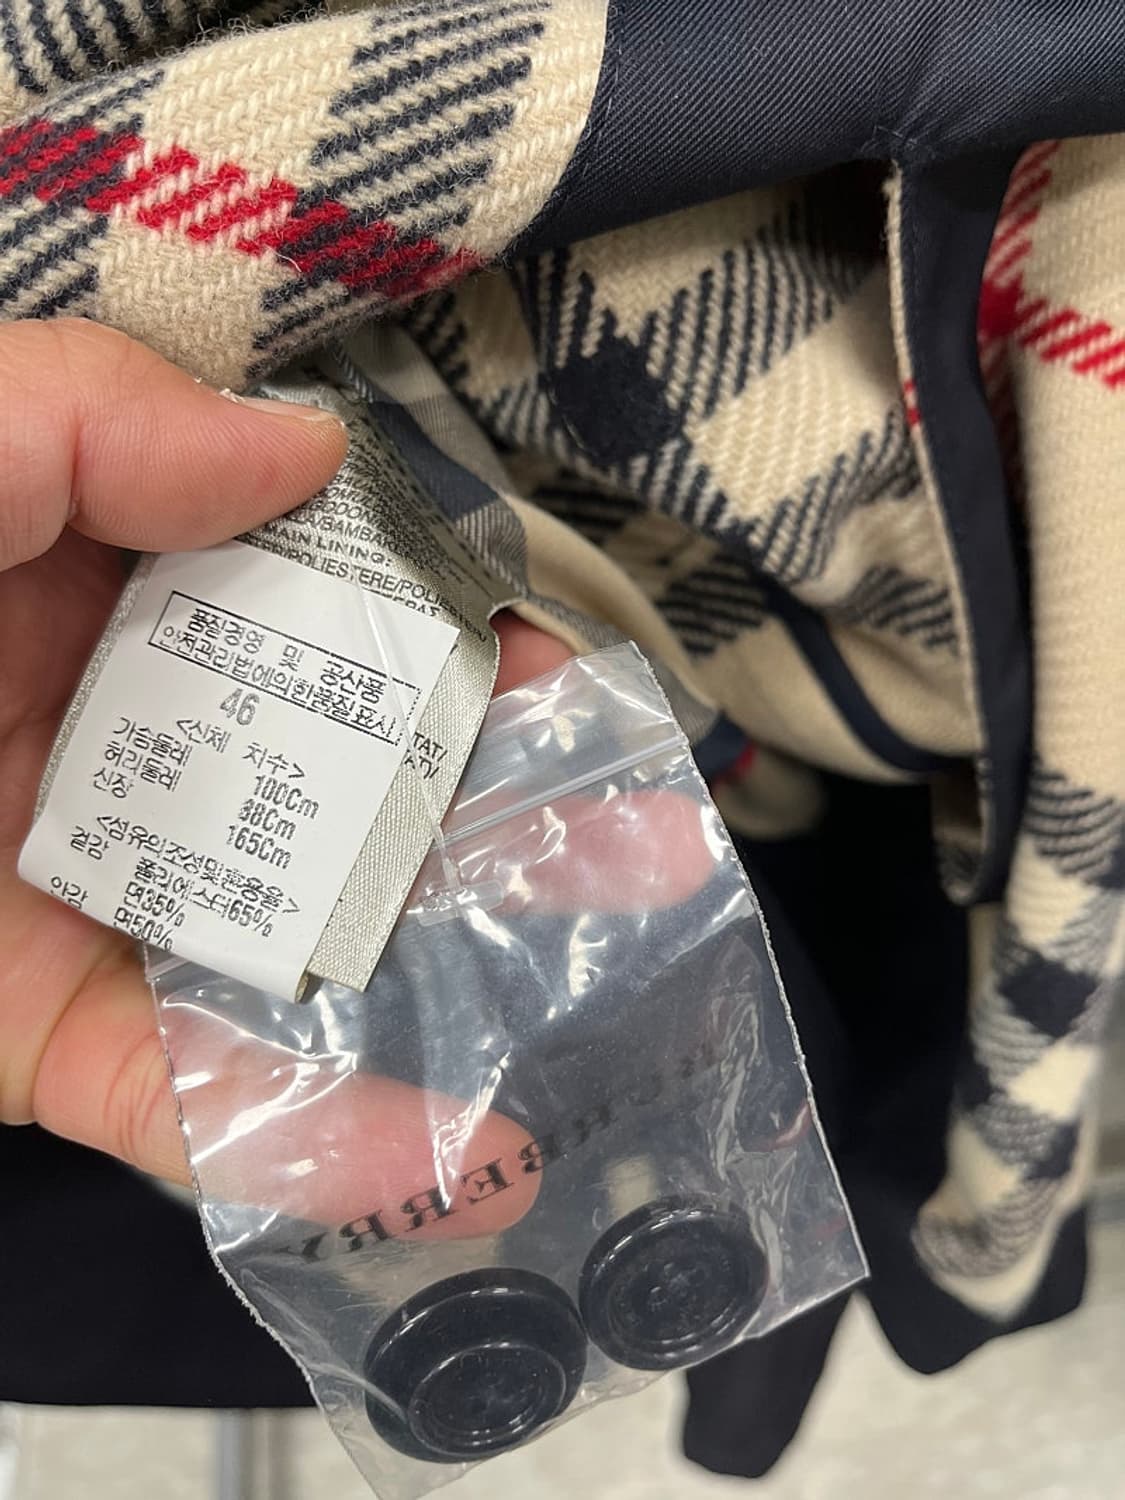 AIN LINING:
품질경영 및 공산품
안전관리법에의한품질표시
46
<신체 치수>
가슴둘레 100Cm
허리둘레 88Cm
신장 165Cm
<섬유의조성및혼용율>
겉감 폴리에스터65%
면35%
안감 면50%
BURBERRY